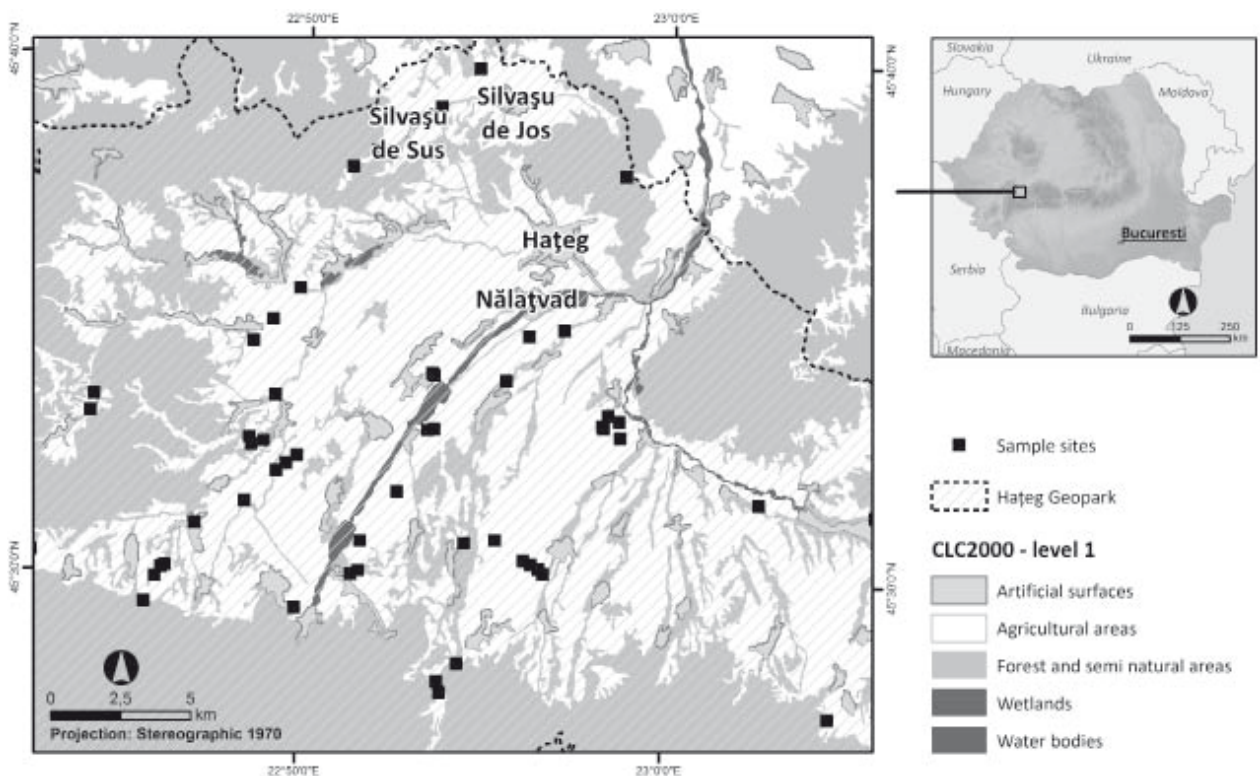 22°50'0"E
23°0'0"E
45°40'0"N
45°40'0"N
Silvaşu
de Jos
Silvaşu
de Sus
Haţeg
Nălaţvad
45°30'0"N
45°30'0"N
0 2,5 5
km
Projection: Stereographic 1970
22°50'0"E
23°0'0"E
Slovakia
Ukraine
Hungary
Moldova
Bucuresti
Serbia
Bulgaria
Macedonia
0 125 250
km
Sample sites
Haţeg Geopark
CLC2000 - level 1
Artificial surfaces
Agricultural areas
Forest and semi natural areas
Wetlands
Water bodies